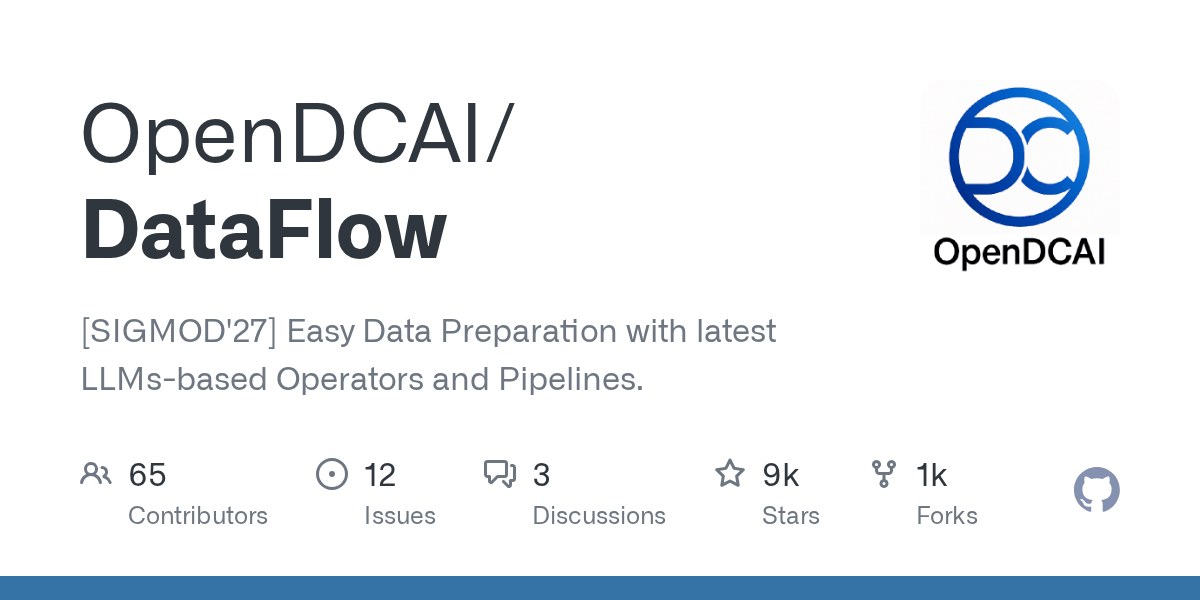 OpenDCAI/
DataFlow
DC
OpenDCAI
[SIGMOD'27] Easy Data Preparation with latest
LLMs-based Operators and Pipelines.
65
Contributors
12
Issues
3
Discussions
9k
Stars
1k
Forks